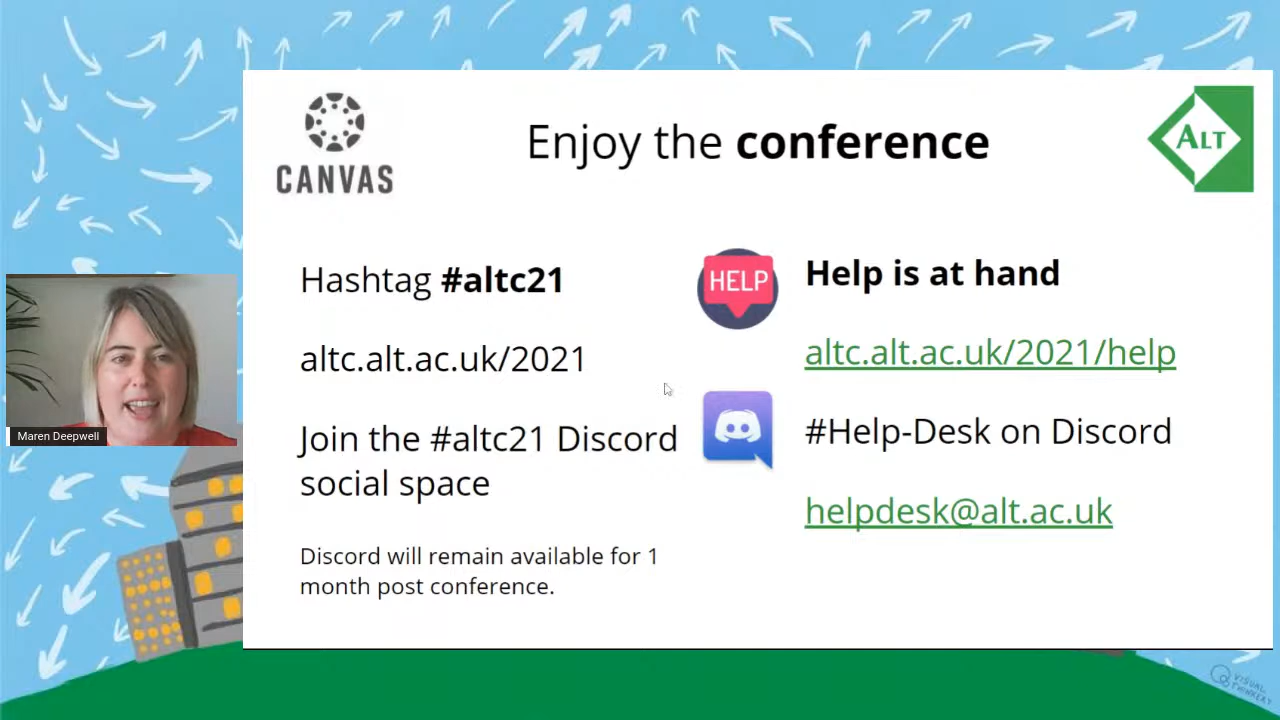 CANVAS
Enjoy the conference
ALT
Hashtag #altc21
altc.alt.ac.uk/2021
Join the #altc21 Discord
social space
Discord will remain available for 1
month post conference.
HELP
Help is at hand
altc.alt.ac.uk/2021/help
#Help-Desk on Discord
helpdesk@alt.ac.uk
Maren Deepwell
VISUAL
THINKERY